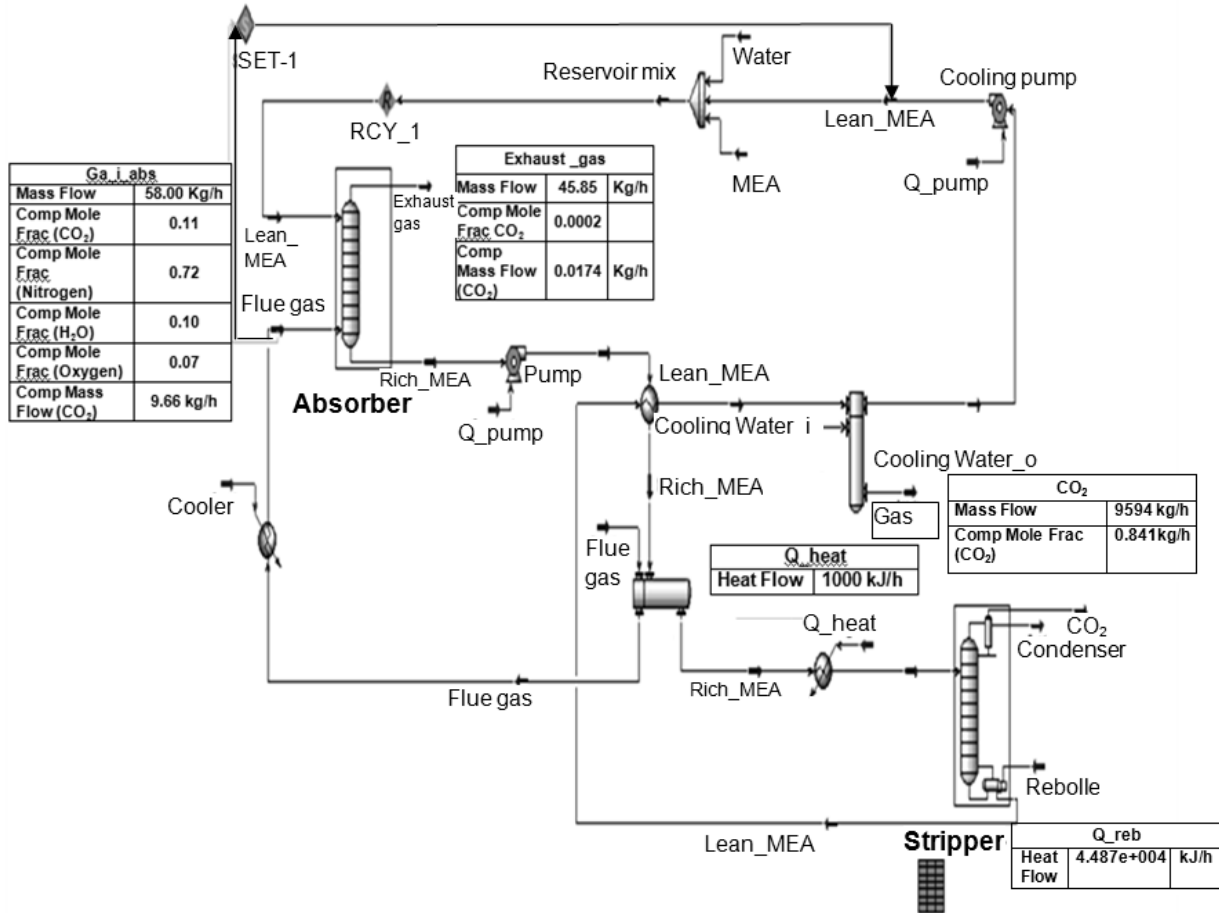 SET-1
Water
Reservoir mix
Cooling pump
RCY_1
Lean_MEA
MEA
Q_pump
Ga_i_abs
Mass Flow 58.00 Kg/h
Comp Mole
Frac (CO₂) 0.11
Comp Mole
Frac
(Nitrogen) 0.72
Comp Mole
Frac (H₂O) 0.10
Comp Mole
Frac (Oxygen) 0.07
Comp Mass
Flow (CO₂) 9.66 kg/h
Exhaust _gas
Mass Flow 45.85 Kg/h
Comp Mole
Frac CO₂ 0.0002
Comp
Mass Flow
(CO₂) 0.0174 Kg/h
Exhaust
gas
Lean_
MEA
Flue gas
Rich_MEA
Absorber
Pump
Q_pump
Lean_MEA
Cooling Water_i
Cooling Water_o
Rich_MEA
Gas
CO₂
Mass Flow 9594 kg/h
Comp Mole Frac
(CO₂) 0.841kg/h
Cooler
Flue
gas
Q_heat
Heat Flow 1000 kJ/h
Q_heat
CO₂
Condenser
Rich_MEA
Flue gas
Rebolle
Lean_MEA
Stripper
Q_reb
Heat
Flow 4.487e+004 kJ/h